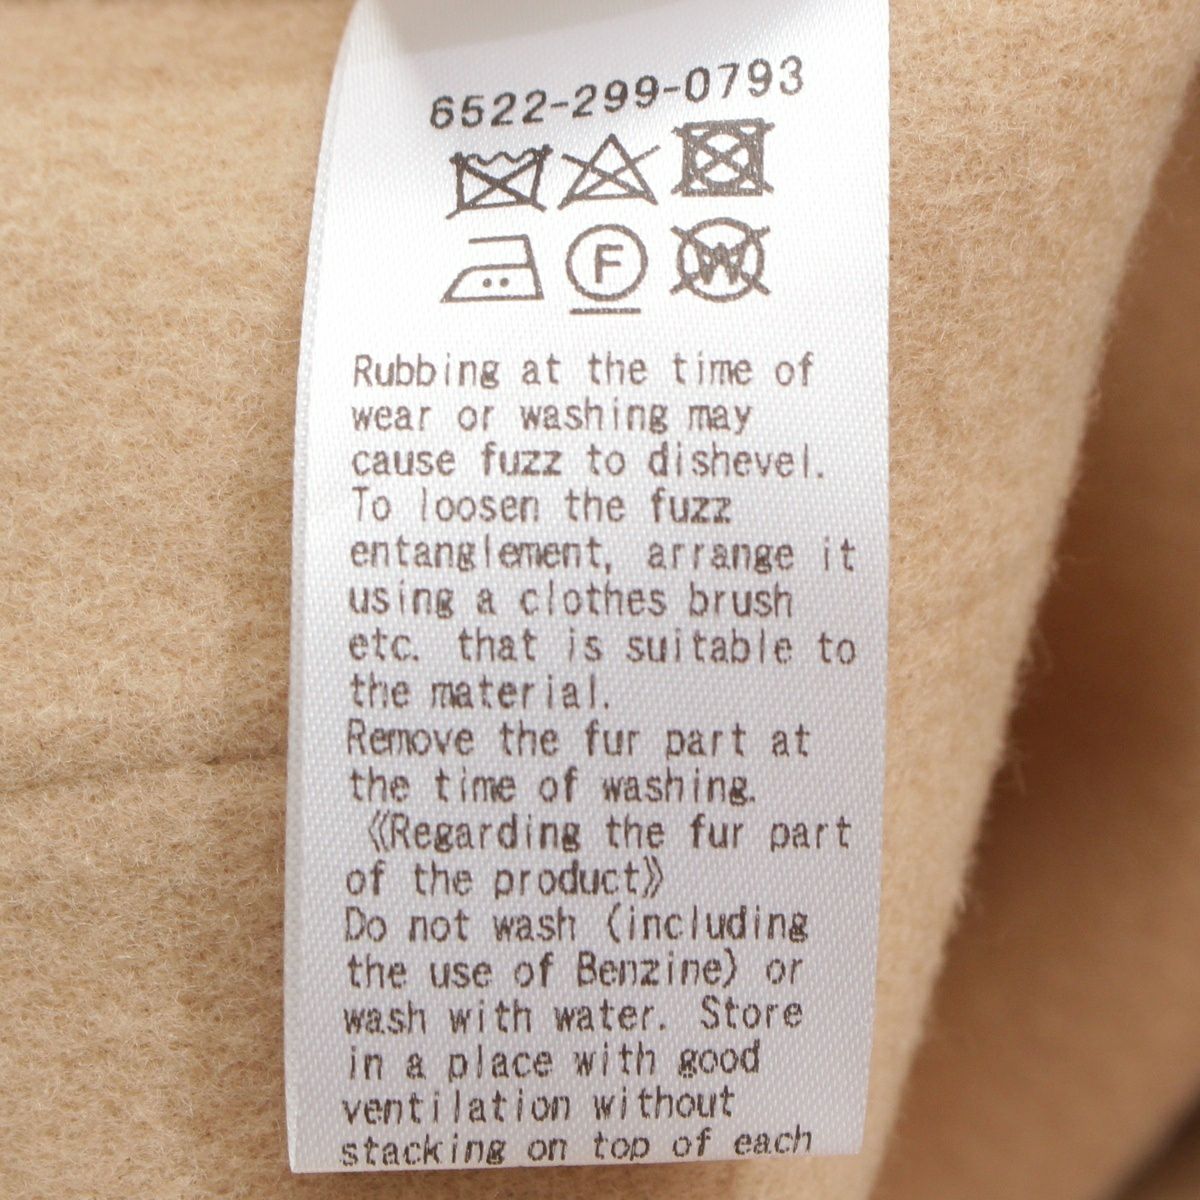 6522-299-0793
F W
Rubbing at the time of
wear or washing may
cause fuzz to dishevel.
To loosen the fuzz
entanglement, arrange it
using a clothes brush
etc. that is suitable to
the material.
Remove the fur part at
the time of washing.
《Regarding the fur part
of the product》
Do not wash (including
the use of Benzine) or
wash with water. Store
in a place with good
ventilation without
stacking on top of each